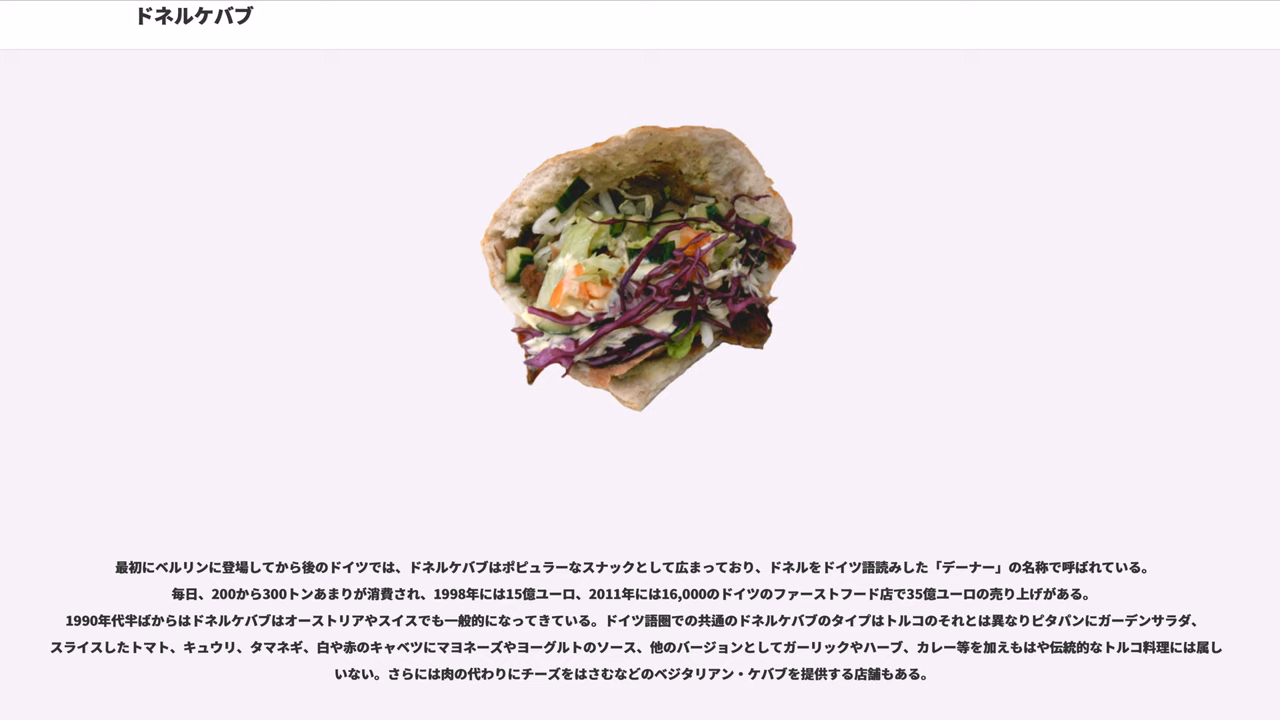 ドネルケバブ
最初にベルリンに登場してから後のドイツでは、ドネルケバブはポピュラーなスナックとして広まっており、ドネルをドイツ語読みした「デーナー」の名称で呼ばれている。
毎日、200から300トンあまりが消費され、1998年には15億ユーロ、2011年には16,000のドイツのファーストフード店で35億ユーロの売り上げがある。
1990年代半ばからはドネルケバブはオーストリアやスイスでも一般的になってきている。ドイツ語圏での共通のドネルケバブのタイプはトルコのそれとは異なりピタパンにガーデンサラダ、
スライスしたトマト、キュウリ、タマネギ、白や赤のキャベツにマヨネーズやヨーグルトのソース、他のバージョンとしてガーリックやハーブ、カレー等を加えもはや伝統的なトルコ料理には属し
いない。さらには肉の代わりにチーズをはさむなどのベジタリアン・ケバブを提供する店舗もある。